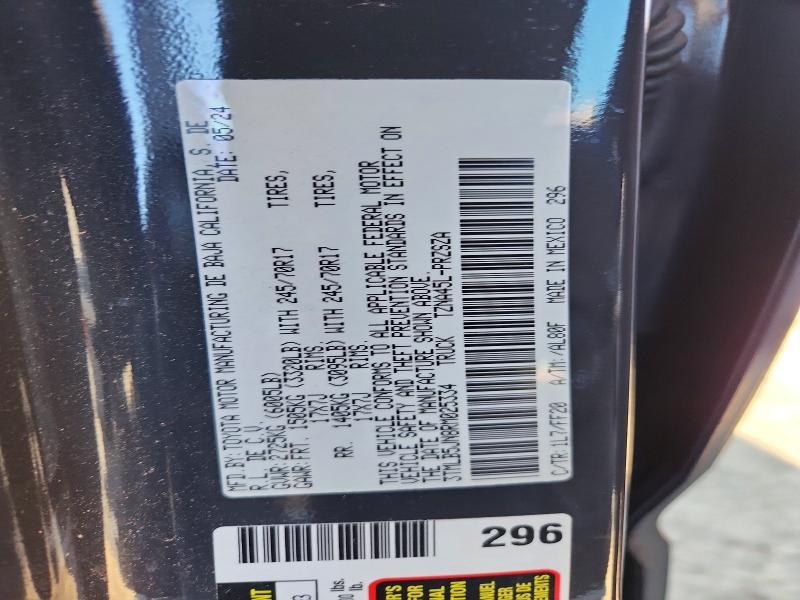 MFD.BY: TOYOTA MOTOR MANUFACTURING DE BAJA CALIFORNIA, S. DE
R.L. DE C.V. DATE: 05/24
GVWR: 2725KG (6005LB)
GAWR: FRT. 1505KG (3320LB) WITH 245/70R17 TIRES,
17X7J RIMS.
RR. 1405KG (3095LB) WITH 245/70R17 TIRES,
17X7J RIMS.
THIS VEHICLE CONFORMS TO ALL APPLICABLE FEDERAL MOTOR
VEHICLE SAFETY AND THEFT PREVENTION STANDARDS IN EFFECT ON
THE DATE OF MANUFACTURE SHOWN ABOVE.
3TMLB5JN8RM025334 TRUCK TZNA45L-PRZSZA
C/TR: 1L7/FF20 A/TM: /AL80F MADE IN MEXICO 296
296